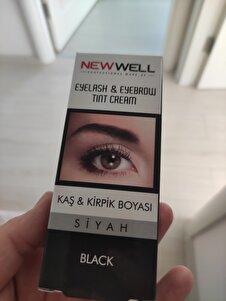 NEWWELL
PROFESSIONAL MAKE-UP
EYELASH & EYEBROW
TINT CREAM
KAŞ & KİRPİK BOYASI
SİYAH
BLACK